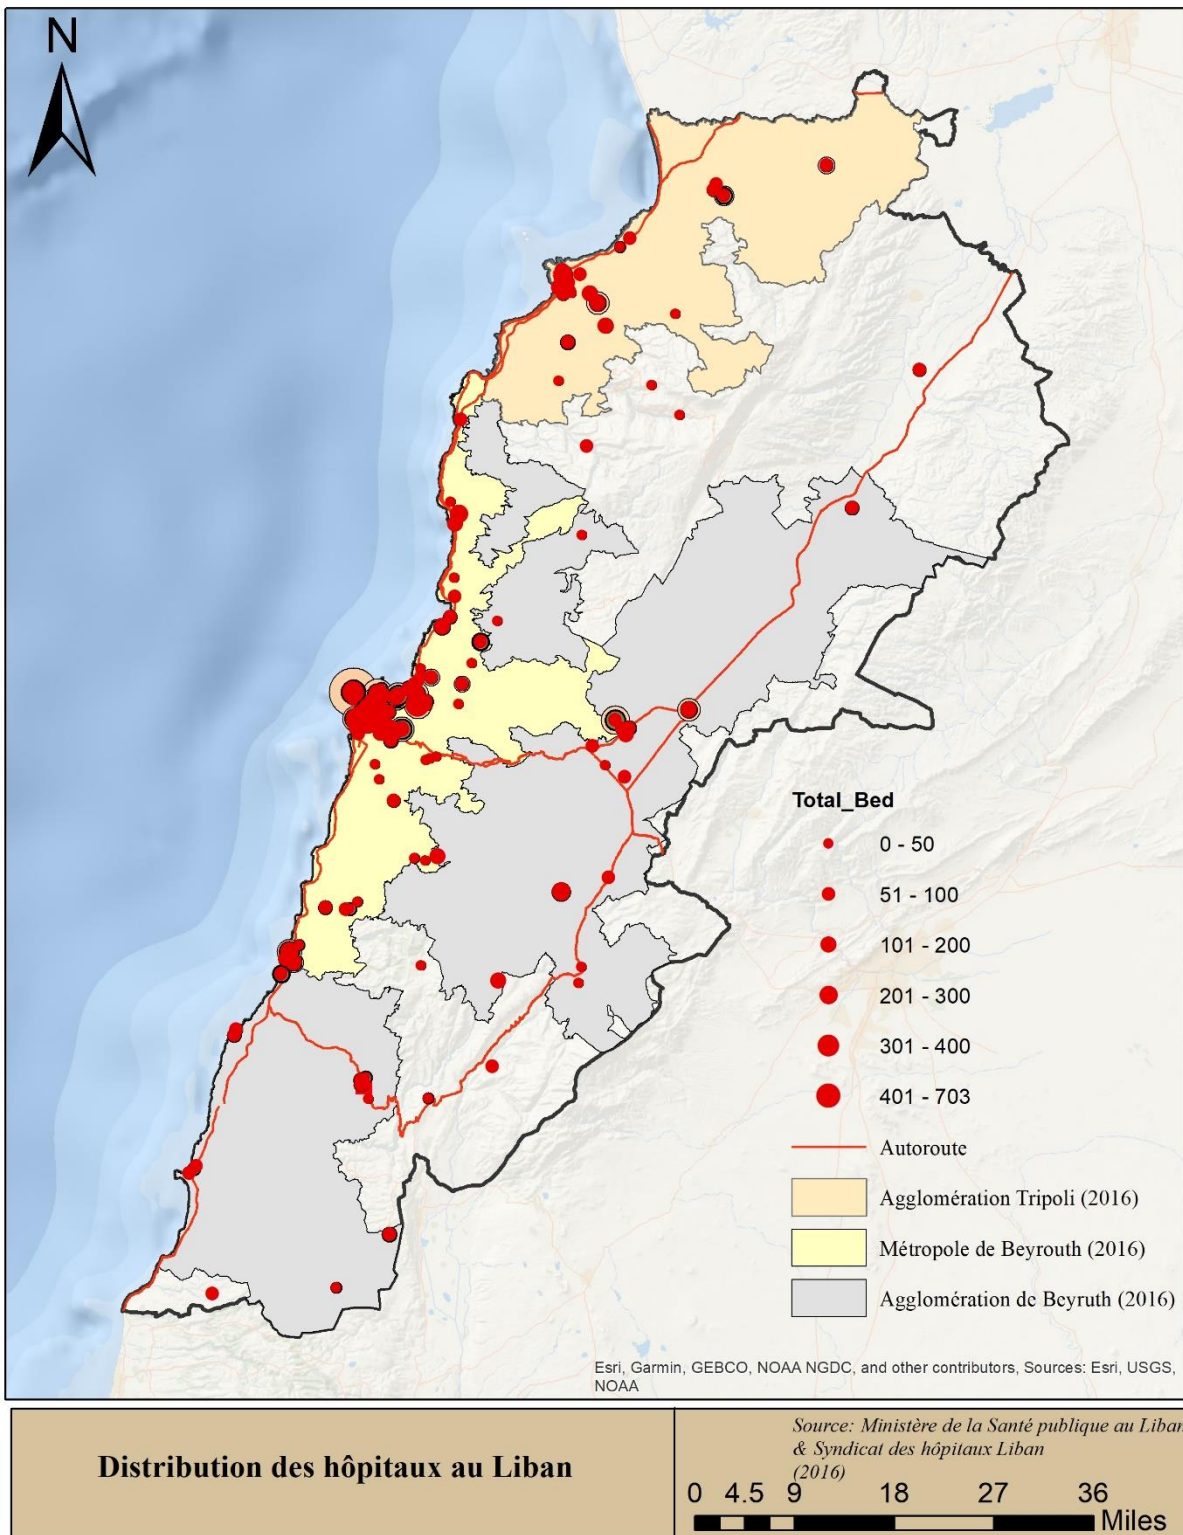 N
Total_Bed
0 - 50
51 - 100
101 - 200
201 - 300
301 - 400
401 - 703
Autoroute
Agglomération Tripoli (2016)
Métropole de Beyrouth (2016)
Agglomération de Beyruth (2016)
Esri, Garmin, GEBCO, NOAA NGDC, and other contributors, Sources: Esri, USGS,
NOAA
Distribution des hôpitaux au Liban
Source: Ministère de la Santé publique au Liban
& Syndicat des hôpitaux Liban
(2016)
0 4.5 9 18 27 36
Miles